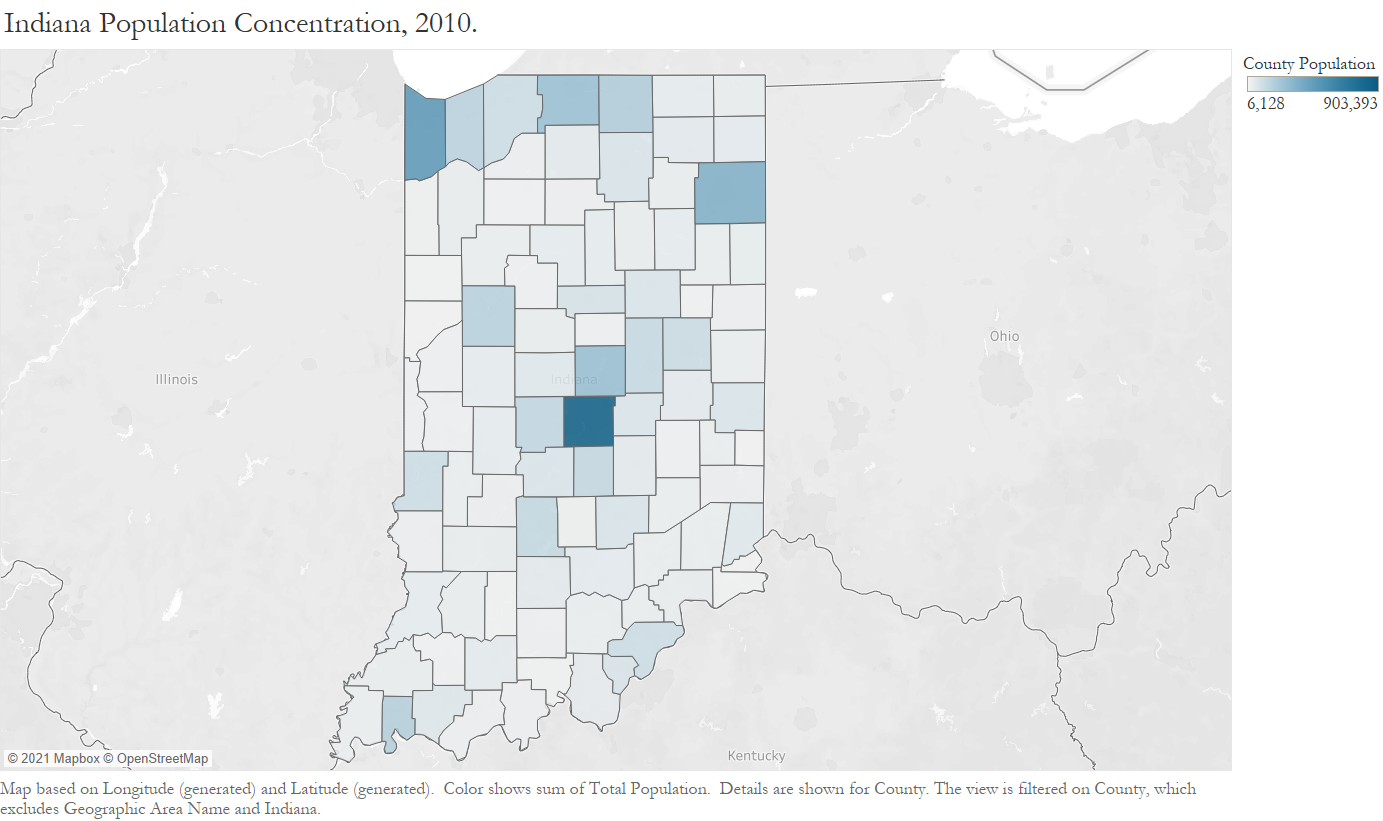 Indiana Population Concentration, 2010.
County Population
6,128 903,393
Ohio
Illinois
Indiana
Kentucky
© 2021 Mapbox © OpenStreetMap
Map based on Longitude (generated) and Latitude (generated).  Color shows sum of Total Population.  Details are shown for County. The view is filtered on County, which
excludes Geographic Area Name and Indiana.